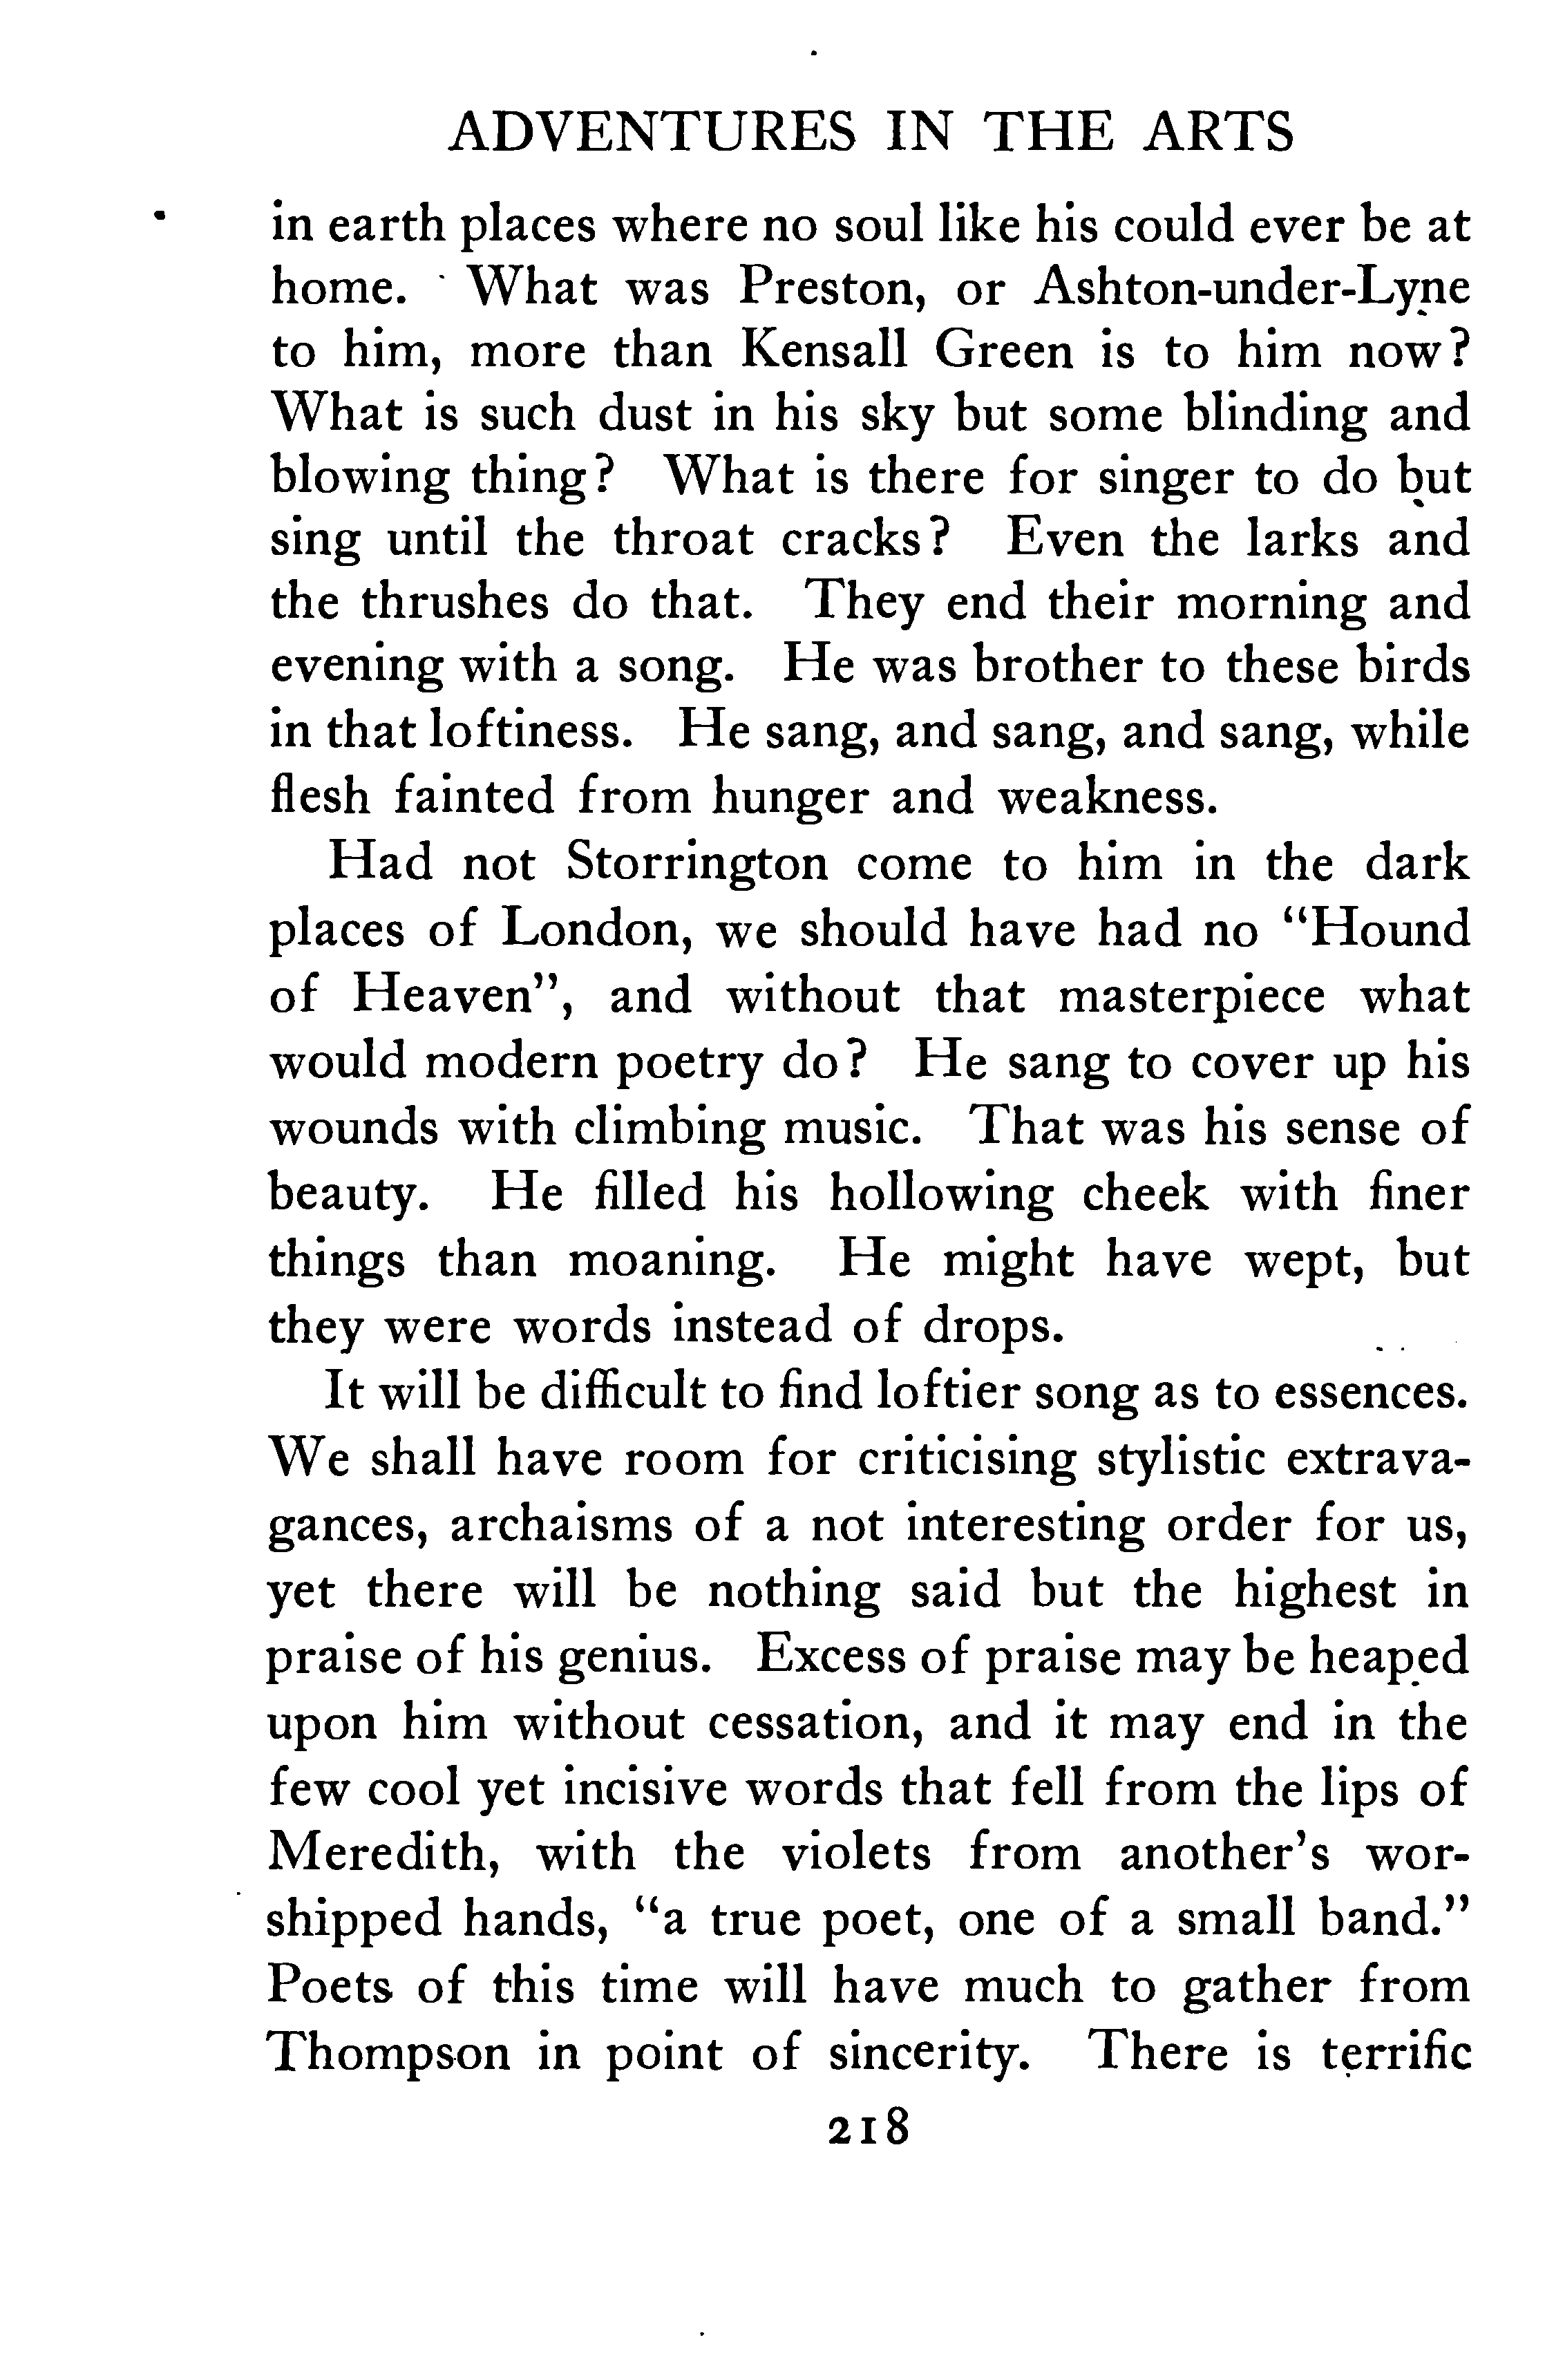 ADVENTURES IN THE ARTS
in earth places where no soul like his could ever be at
home. What was Preston, or Ashton-under-Lyne
to him, more than Kensall Green is to him now?
What is such dust in his sky but some blinding and
blowing thing? What is there for singer to do but
sing until the throat cracks? Even the larks and
the thrushes do that. They end their morning and
evening with a song. He was brother to these birds
in that loftiness. He sang, and sang, and sang, while
flesh fainted from hunger and weakness.
Had not Storrington come to him in the dark
places of London, we should have had no "Hound
of Heaven", and without that masterpiece what
would modern poetry do? He sang to cover up his
wounds with climbing music. That was his sense of
beauty. He filled his hollowing cheek with finer
things than moaning. He might have wept, but
they were words instead of drops.
It will be difficult to find loftier song as to essences.
We shall have room for criticising stylistic extrava-
gances, archaisms of a not interesting order for us,
yet there will be nothing said but the highest in
praise of his genius. Excess of praise may be heaped
upon him without cessation, and it may end in the
few cool yet incisive words that fell from the lips of
Meredith, with the violets from another's wor-
shipped hands, "a true poet, one of a small band."
Poets of this time will have much to gather from
Thompson in point of sincerity. There is terrific
218